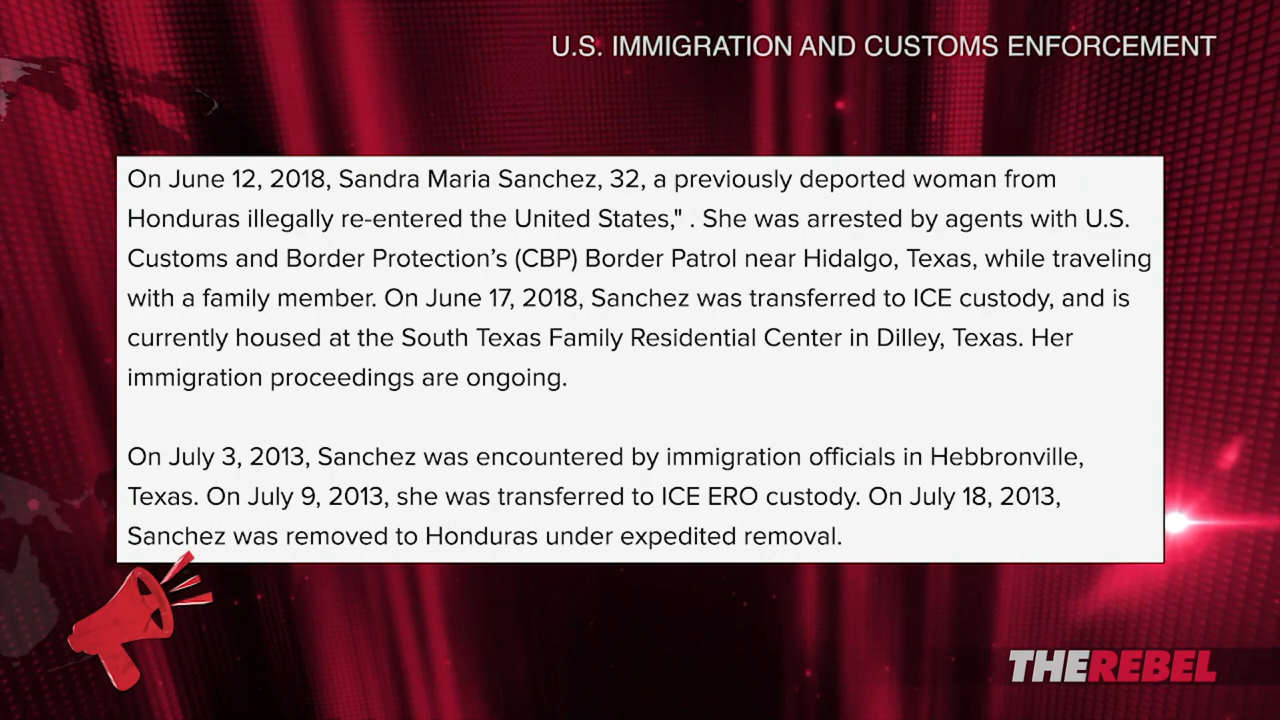 U.S. IMMIGRATION AND CUSTOMS ENFORCEMENT
On June 12, 2018, Sandra Maria Sanchez, 32, a previously deported woman from
Honduras illegally re-entered the United States," . She was arrested by agents with U.S.
Customs and Border Protection’s (CBP) Border Patrol near Hidalgo, Texas, while traveling
with a family member. On June 17, 2018, Sanchez was transferred to ICE custody, and is
currently housed at the South Texas Family Residential Center in Dilley, Texas. Her
immigration proceedings are ongoing.
On July 3, 2013, Sanchez was encountered by immigration officials in Hebbronville,
Texas. On July 9, 2013, she was transferred to ICE ERO custody. On July 18, 2013,
Sanchez was removed to Honduras under expedited removal.
THEREBEL